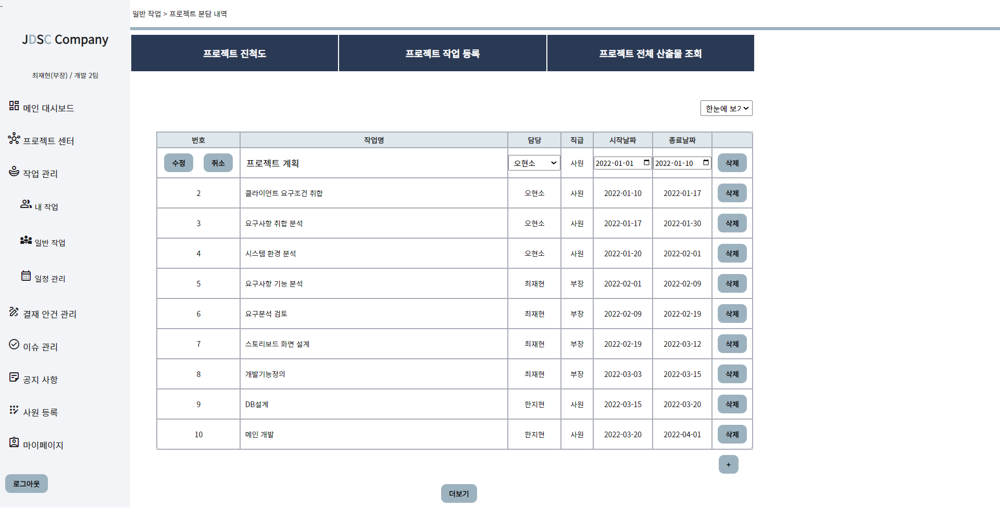 -
JDSC Company
최재현(부장) / 개발 2팀
메인 대시보드
프로젝트 센터
작업 관리
내 작업
일반 작업
일정 관리
결재 안건 관리
이슈 관리
공지 사항
사원 등록
마이페이지
로그아웃
일반 작업 > 프로젝트 분담 내역
프로젝트 진척도 프로젝트 작업 등록 프로젝트 전체 산출물 조회
한눈에 보기
번호 작업명 담당 직급 시작날짜 종료날짜
수정 취소 프로젝트 계획 오현소 사원 2022-01-01 2022-01-10 삭제
2 클라이언트 요구조건 취합 오현소 사원 2022-01-10 2022-01-17 삭제
3 요구사항 취합 분석 오현소 사원 2022-01-17 2022-01-30 삭제
4 시스템 환경 분석 오현소 사원 2022-01-20 2022-02-01 삭제
5 요구사항 기능 분석 최재현 부장 2022-02-01 2022-02-09 삭제
6 요구분석 검토 최재현 부장 2022-02-09 2022-02-19 삭제
7 스토리보드 화면 설계 최재현 부장 2022-02-19 2022-03-12 삭제
8 개발기능정의 최재현 부장 2022-03-03 2022-03-15 삭제
9 DB설계 한지현 사원 2022-03-15 2022-03-20 삭제
10 메인 개발 한지현 사원 2022-03-20 2022-04-01 삭제
+
더보기